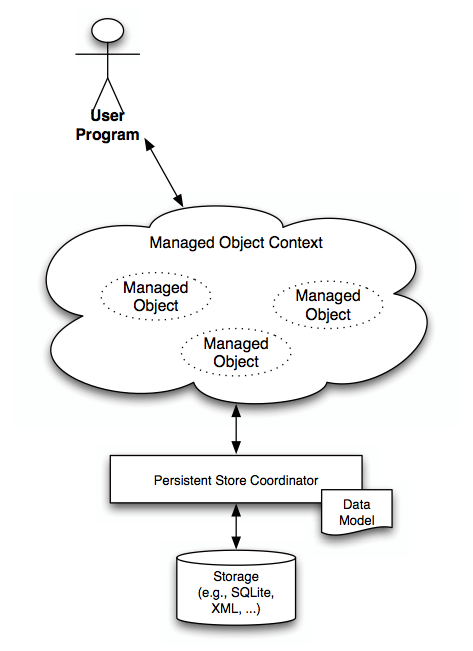 User
Program
Managed Object Context
Managed
Object
Managed
Object
Managed
Object
Persistent Store Coordinator
Data
Model
Storage
(e.g., SQLite,
XML, ...)